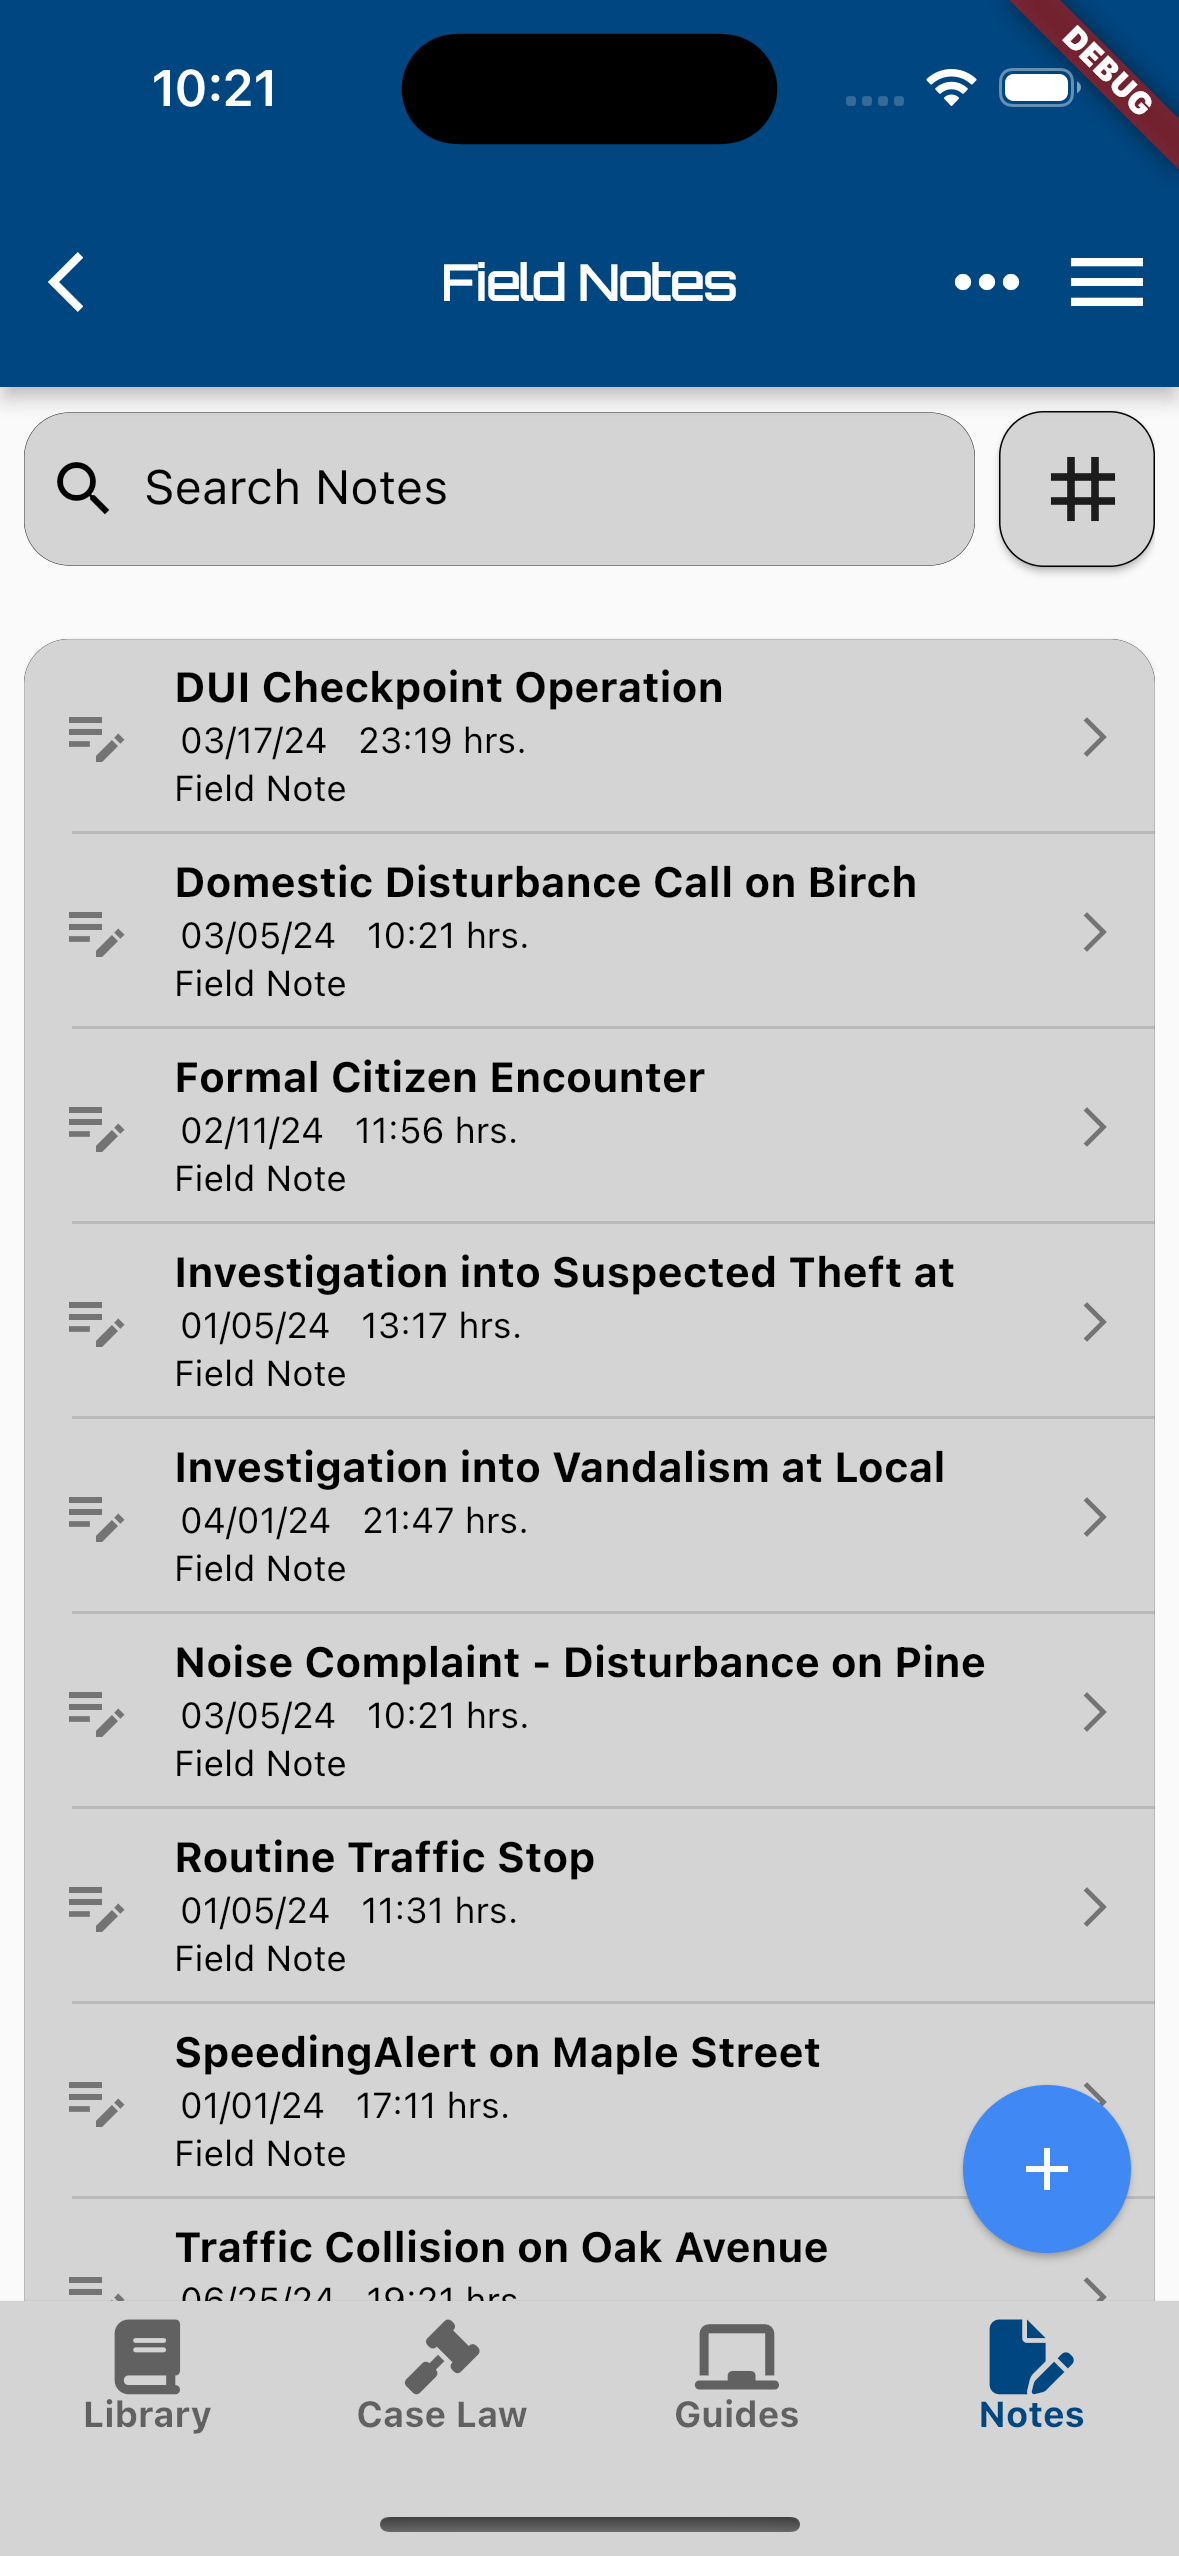 10:21
DEBUG
Field Notes
Search Notes
DUI Checkpoint Operation
03/17/24 23:19 hrs.
Field Note
Domestic Disturbance Call on Birch
03/05/24 10:21 hrs.
Field Note
Formal Citizen Encounter
02/11/24 11:56 hrs.
Field Note
Investigation into Suspected Theft at
01/05/24 13:17 hrs.
Field Note
Investigation into Vandalism at Local
04/01/24 21:47 hrs.
Field Note
Noise Complaint - Disturbance on Pine
03/05/24 10:21 hrs.
Field Note
Routine Traffic Stop
01/05/24 11:31 hrs.
Field Note
SpeedingAlert on Maple Street
01/01/24 17:11 hrs.
Field Note
Traffic Collision on Oak Avenue
06/25/24 19:21 hrs.
Library
Case Law
Guides
Notes